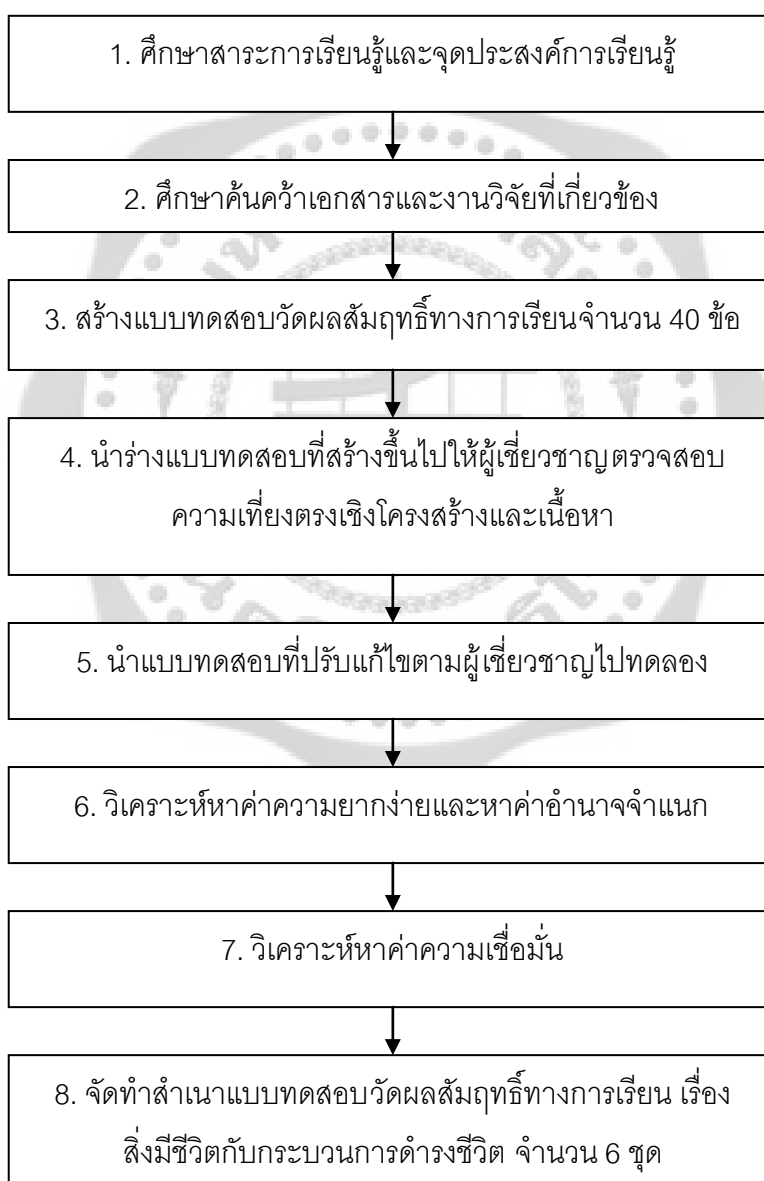 1. ศึกษาสาระการเรียนรู้และจุดประสงค์การเรียนรู้
2. ศึกษาค้นคว้าเอกสารและงานวิจัยที่เกี่ยวข้อง
3. สร้างแบบทดสอบวัดผลสัมฤทธิ์ทางการเรียนจำนวน 40 ข้อ
4. นำร่างแบบทดสอบที่สร้างขึ้นไปให้ผู้เชี่ยวชาญตรวจสอบ
ความเที่ยงตรงเชิงโครงสร้างและเนื้อหา
5. นำแบบทดสอบที่ปรับแก้ไขตามผู้เชี่ยวชาญไปทดลอง
6. วิเคราะห์หาค่าความยากง่ายและหาค่าอำนาจจำแนก
7. วิเคราะห์หาค่าความเชื่อมั่น
8. จัดทำสำเนาแบบทดสอบวัดผลสัมฤทธิ์ทางการเรียน เรื่อง
สิ่งมีชีวิตกับกระบวนการดำรงชีวิต จำนวน 6 ชุด